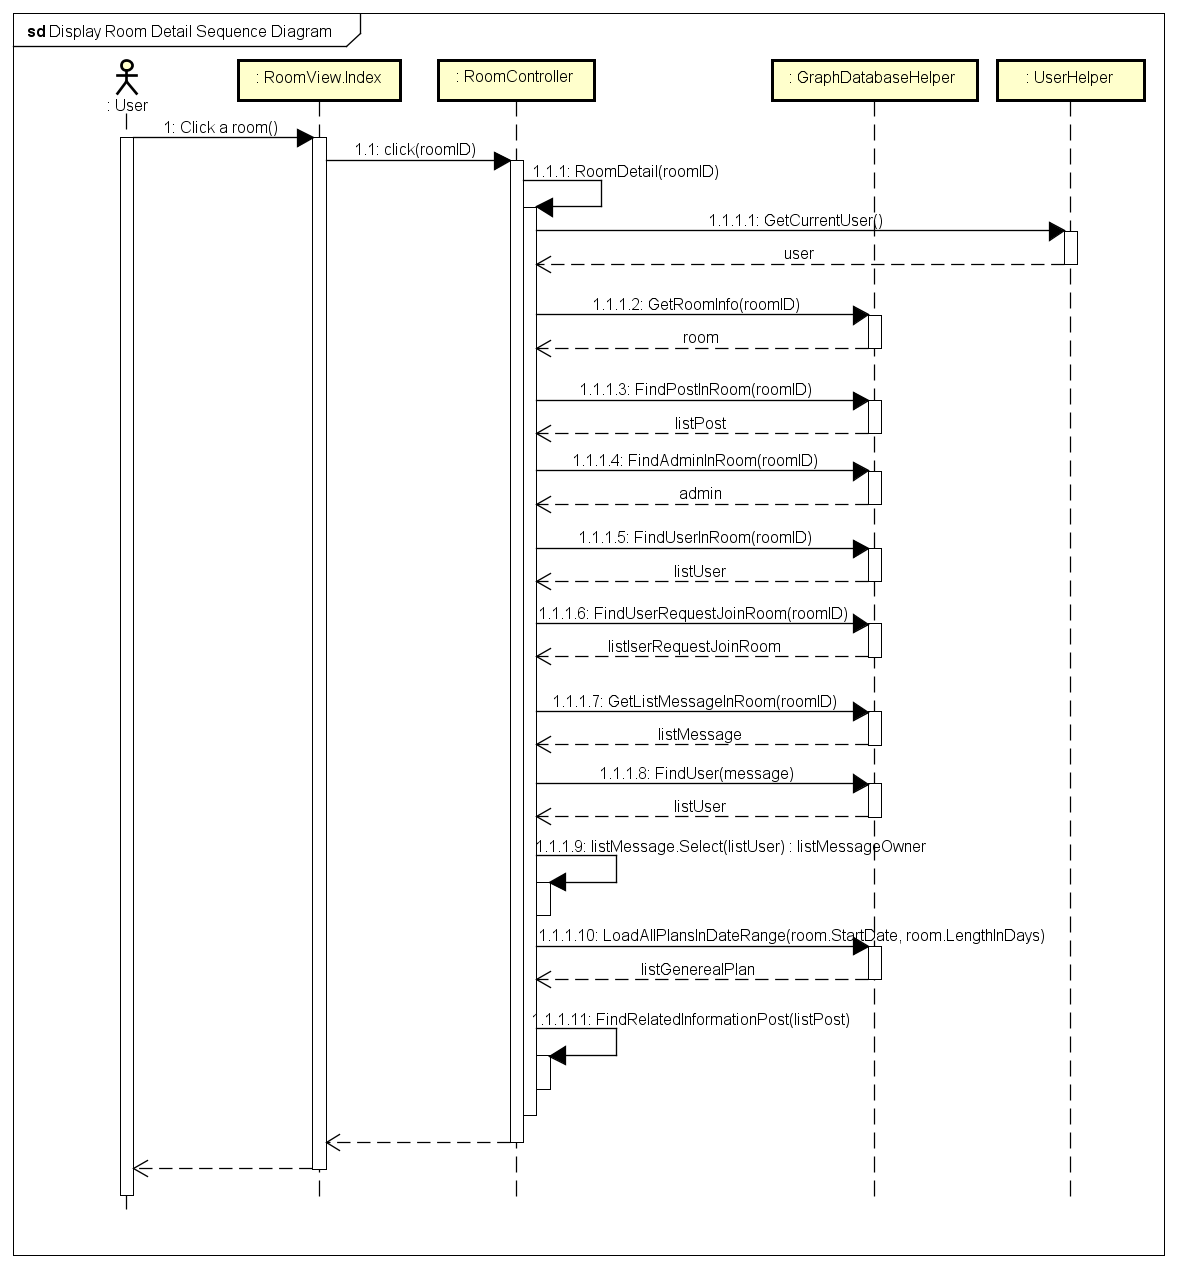 sd Display Room Detail Sequence Diagram
: User
: RoomView.Index
: RoomController
: GraphDatabaseHelper
: UserHelper
1: Click a room()
1.1: click(roomID)
1.1.1: RoomDetail(roomID)
1.1.1.1: GetCurrentUser()
user
1.1.1.2: GetRoomInfo(roomID)
room
1.1.1.3: FindPostInRoom(roomID)
listPost
1.1.1.4: FindAdminInRoom(roomID)
admin
1.1.1.5: FindUserInRoom(roomID)
listUser
1.1.1.6: FindUserRequestJoinRoom(roomID)
listIserRequestJoinRoom
1.1.1.7: GetListMessageInRoom(roomID)
listMessage
1.1.1.8: FindUser(message)
listUser
1.1.1.9: listMessage.Select(listUser) : listMessageOwner
1.1.1.10: LoadAllPlansInDateRange(room.StartDate, room.LengthInDays)
listGenerealPlan
1.1.1.11: FindRelatedInformationPost(listPost)